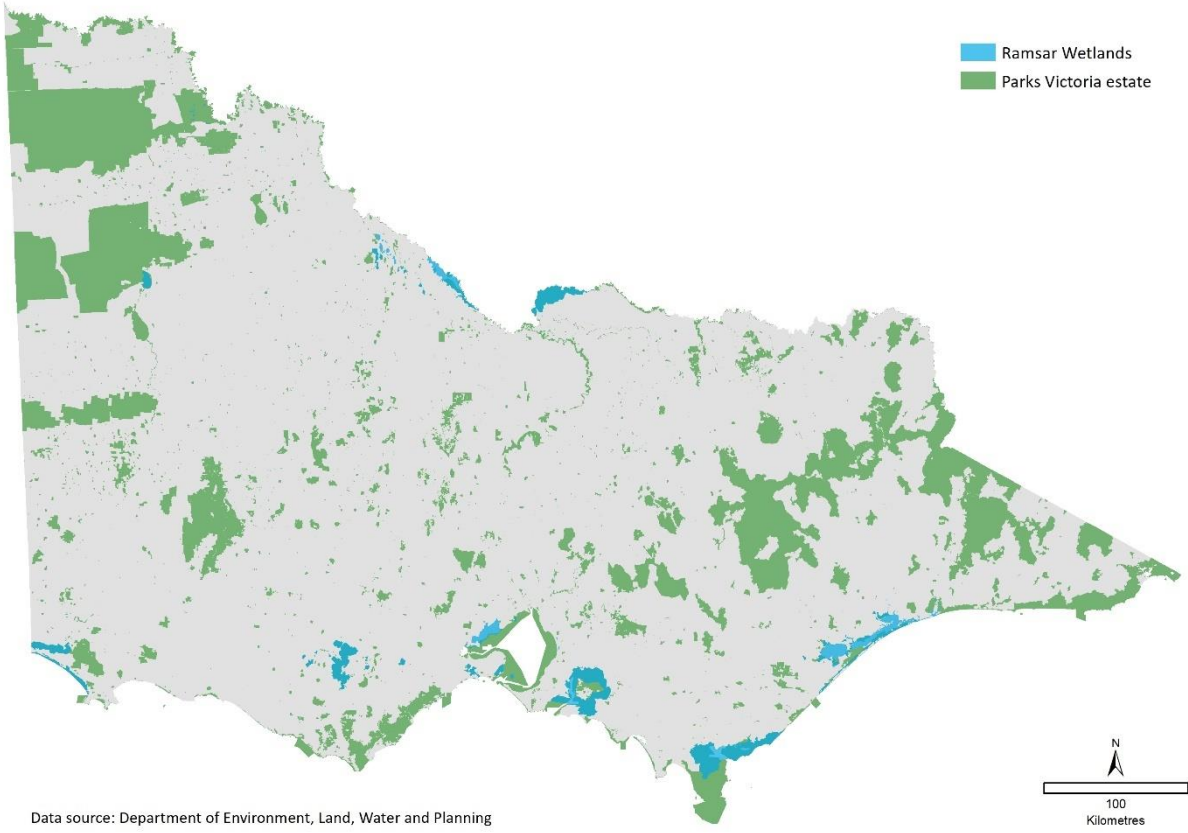 Ramsar Wetlands
Parks Victoria estate
N
100
Kilometres
Data source: Department of Environment, Land, Water and Planning